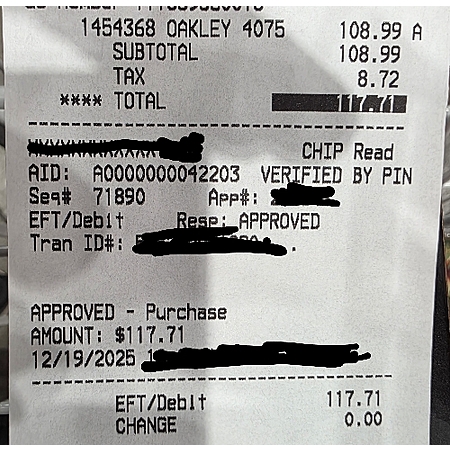 1454368 OAKLEY 4075 108.99 A
SUBTOTAL 108.99
TAX 8.72
**** TOTAL 117.71
CHIP Read
AID: A0000000042203 VERIFIED BY PIN
Seq# 71890 App#:
EFT/Debit Resp: APPROVED
Tran ID#:
APPROVED - Purchase
AMOUNT: $117.71
12/19/2025
EFT/Debit 117.71
CHANGE 0.00